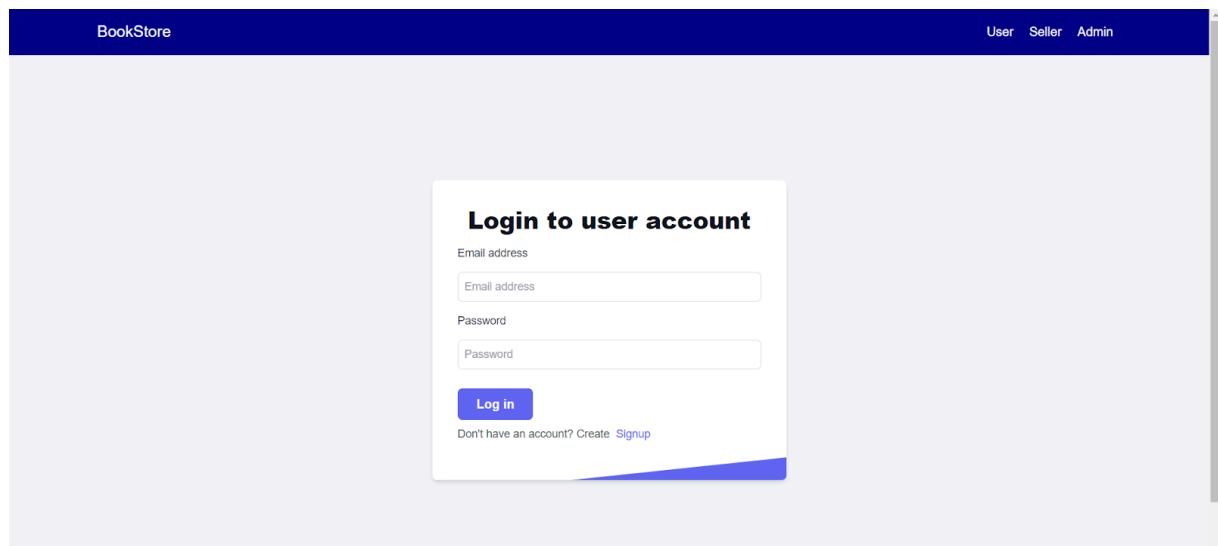 BookStore User Seller Admin
Login to user account
Email address
Email address
Password
Password
Log in
Don't have an account? Create Signup